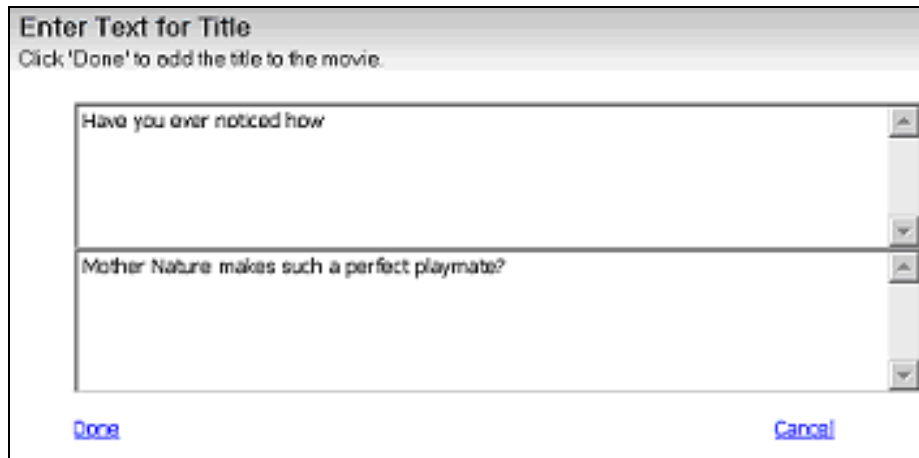 Enter Text for Title
Click 'Done' to add the title to the movie.
Have you ever noticed how
Mother Nature makes such a perfect playmate?
Done
Cancel